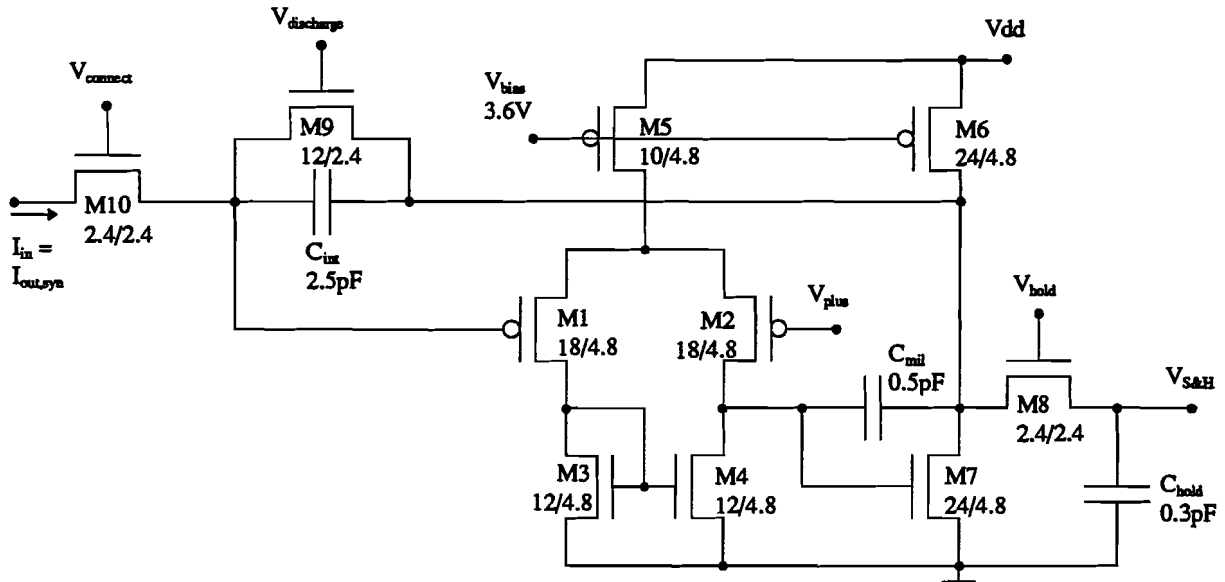 V_discharge
Vdd
V_connect
V_bias
3.6V
M9
12/2.4
M5
10/4.8
M6
24/4.8
M10
2.4/2.4
I_in =
I_out,syn
C_int
2.5pF
M1
18/4.8
M2
18/4.8
V_plus
V_hold
C_mil
0.5pF
V_S&H
M8
2.4/2.4
M3
12/4.8
M4
12/4.8
M7
24/4.8
C_hold
0.3pF